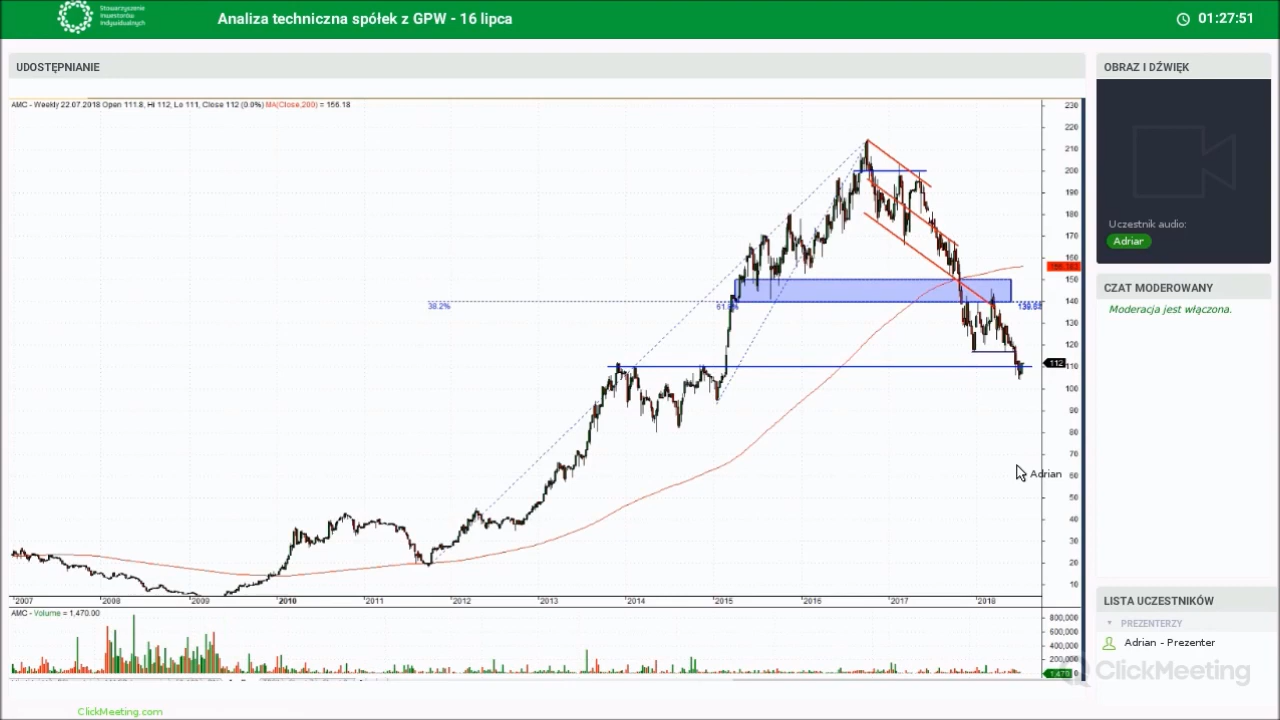 Stowarzyszenie
Inwestorów
Indywidualnych
Analiza techniczna spółek z GPW - 16 lipca
01:27:51
UDOSTĘPNIANIE
AMC - Weekly 22.07.2018 Open 111.8, Hi 112, Lo 111, Close 112 (0.0%) MA(Close,200) = 156.18
230
220
210
200
190
180
170
160
150
140
130
120
112
110
100
90
80
70
60
50
40
30
20
10
38.2%
Adrian
2007
2008
2009
2010
2011
2012
2013
2014
2015
2016
2017
2018
AMC - Volume = 1,470.00
800,000
600,000
400,000
200,000
1,470
OBRAZ I DŹWIĘK
Uczestnik audio:
Adriar
CZAT MODEROWANY
Moderacja jest włączona.
LISTA UCZESTNIKÓW
PREZENTERZY
Adrian - Prezenter
ClickMeeting
ClickMeeting.com